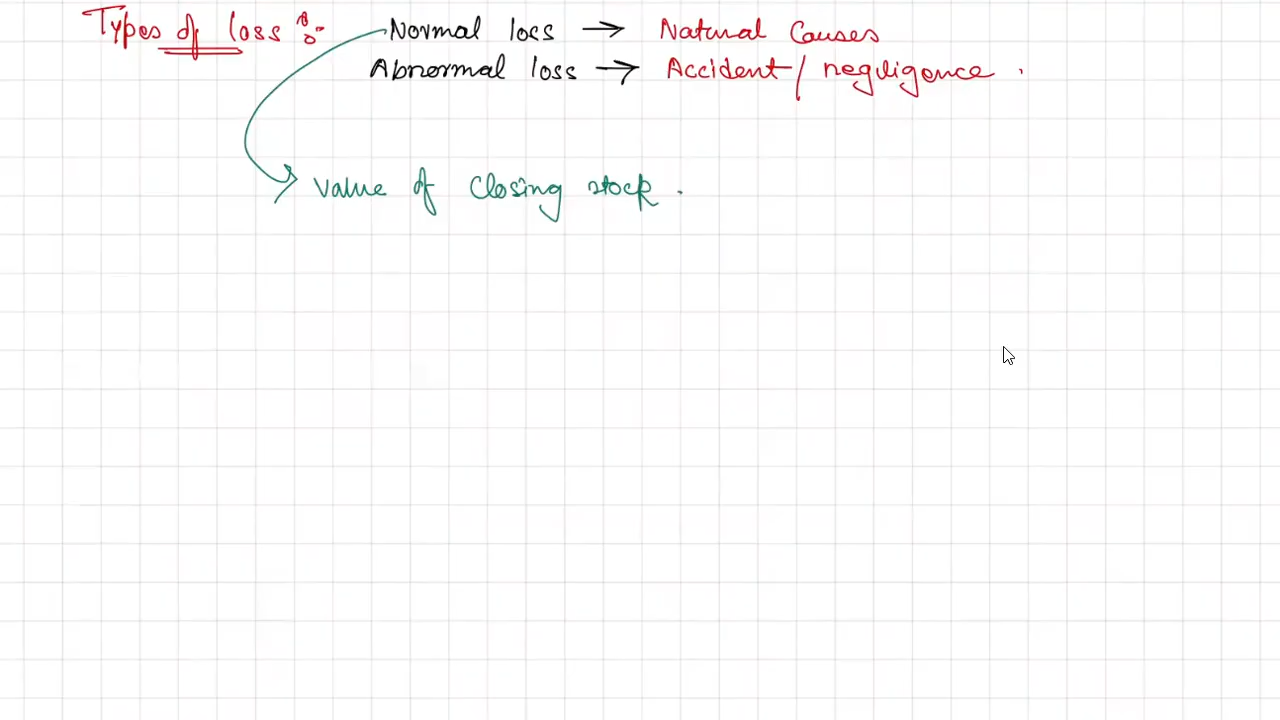 Types of loss :-
Normal loss → Natural Causes
Abnormal loss → Accident / negligence .
Value of Closing stock .